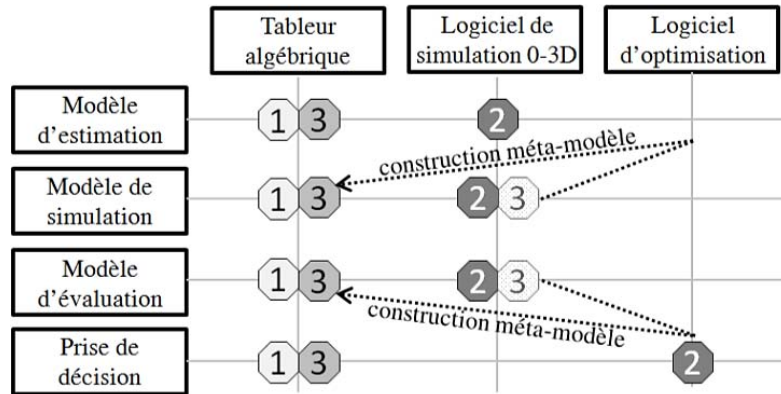 Tableur
algébrique
Logiciel de
simulation 0-3D
Logiciel
d'optimisation
Modèle
d'estimation
1 3
2
construction méta-modèle
Modèle de
simulation
1 3
2 3
Modèle
d'évaluation
1 3
2 3
construction méta-modèle
Prise de
décision
1 3
2